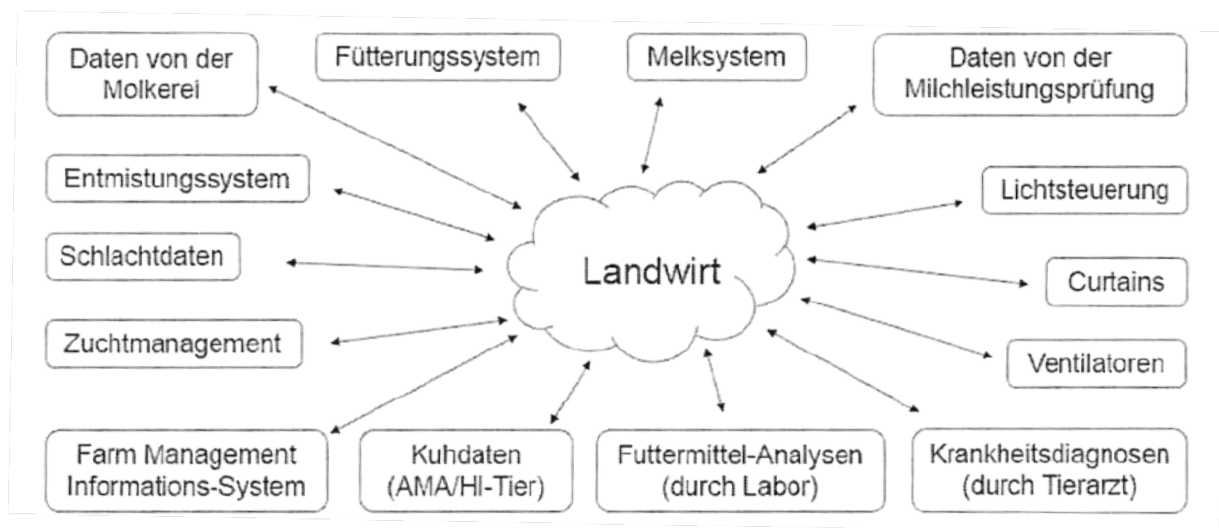 Daten von der
Molkerei
Fütterungssystem
Melksystem
Daten von der
Milchleistungsprüfung
Entmistungssystem
Lichtsteuerung
Schlachtdaten
Landwirt
Curtains
Zuchtmanagement
Ventilatoren
Farm Management
Informations-System
Kuhdaten
(AMA/HI-Tier)
Futtermittel-Analysen
(durch Labor)
Krankheitsdiagnosen
(durch Tierarzt)